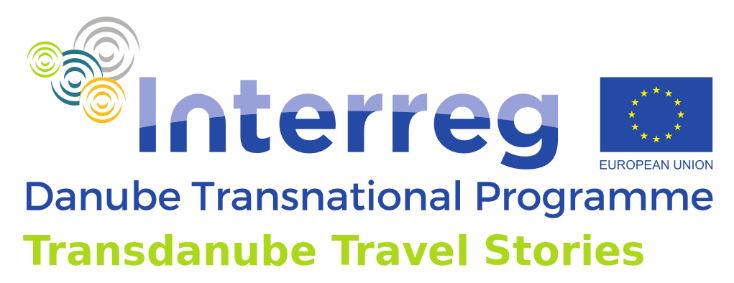 Interreg
EUROPEAN UNION
Danube Transnational Programme
Transdanube Travel Stories